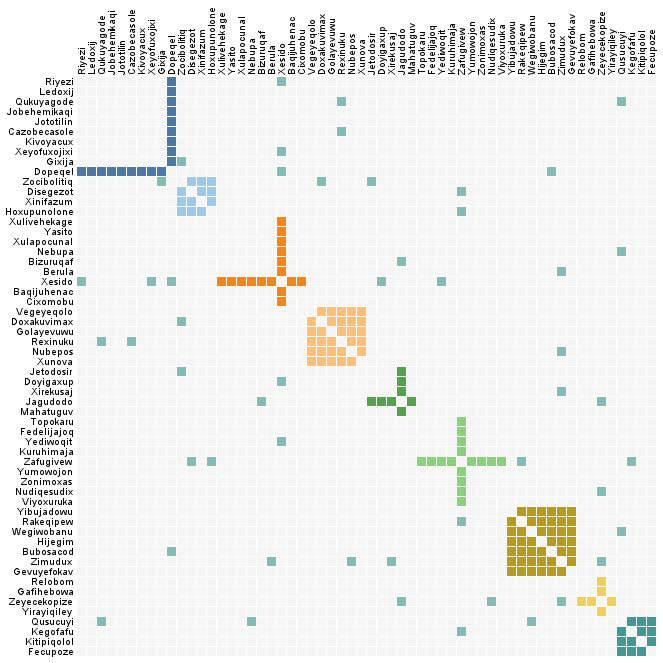 Riyezi
Ledoxij
Qukuyagode
Jobehemikaqi
Jototilin
Cazobecasole
Kivoyacux
Xeyofuxojixi
Gixija
Dopeqel
Zocibolitiq
Disegezot
Xinifazum
Hoxupunolone
Xulivehekage
Yasito
Xulapocunal
Nebupa
Bizuruqaf
Berula
Xesido
Baqijuhenac
Cixomobu
Vegeyeqolo
Doxakuvimax
Golayevuwu
Rexinuku
Nubepos
Xunova
Jetodosir
Doyigaxup
Xirekusaj
Jagudodo
Mahatuguv
Topokaru
Fedelijajoq
Yediwoqit
Kuruhimaja
Zafugivew
Yumowojon
Zonimoxas
Nudiqesudix
Viyoxuruka
Yibujadowu
Rakeqipew
Wegiwobanu
Hijegim
Bubosacod
Zimudux
Gevuyefokav
Relobom
Gafihebowa
Zeyecekopize
Yirayiqiley
Qusucuyi
Kegofafu
Kitipiqolol
Fecupoze
Riyezi
Ledoxij
Qukuyagode
Jobehemikaqi
Jototilin
Cazobecasole
Kivoyacux
Xeyofuxojixi
Gixija
Dopeqel
Zocibolitiq
Disegezot
Xinifazum
Hoxupunolone
Xulivehekage
Yasito
Xulapocunal
Nebupa
Bizuruqaf
Berula
Xesido
Baqijuhenac
Cixomobu
Vegeyeqolo
Doxakuvimax
Golayevuwu
Rexinuku
Nubepos
Xunova
Jetodosir
Doyigaxup
Xirekusaj
Jagudodo
Mahatuguv
Topokaru
Fedelijajoq
Yediwoqit
Kuruhimaja
Zafugivew
Yumowojon
Zonimoxas
Nudiqesudix
Viyoxuruka
Yibujadowu
Rakeqipew
Wegiwobanu
Hijegim
Bubosacod
Zimudux
Gevuyefokav
Relobom
Gafihebowa
Zeyecekopize
Yirayiqiley
Qusucuyi
Kegofafu
Kitipiqolol
Fecupoze